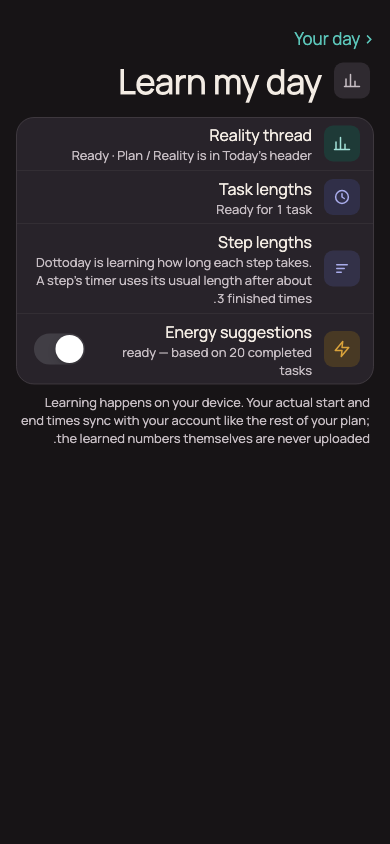 Your day
Learn my day
Reality thread
Ready · Plan / Reality is in Today's header
Task lengths
Ready for 1 task
Step lengths
Dottoday is learning how long each step takes.
A step's timer uses its usual length after about
.3 finished times
Energy suggestions
ready — based on 20 completed
tasks
Learning happens on your device. Your actual start and
end times sync with your account like the rest of your plan;
.the learned numbers themselves are never uploaded